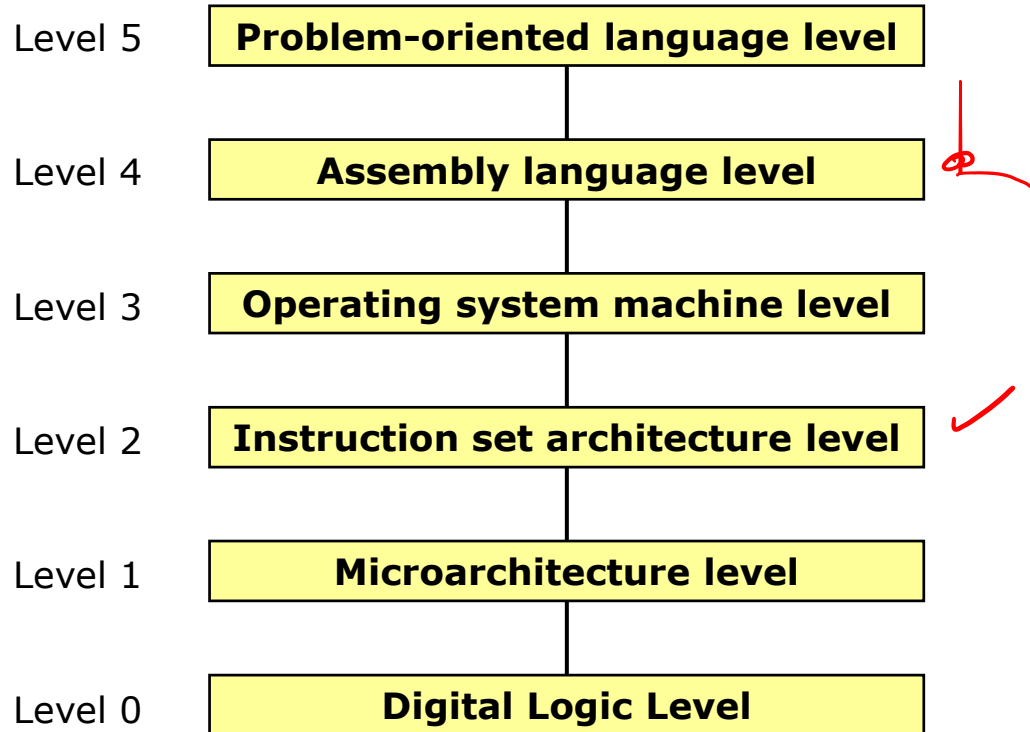 Level 5 Problem-oriented language level
Level 4 Assembly language level
Level 3 Operating system machine level
Level 2 Instruction set architecture level
Level 1 Microarchitecture level
Level 0 Digital Logic Level